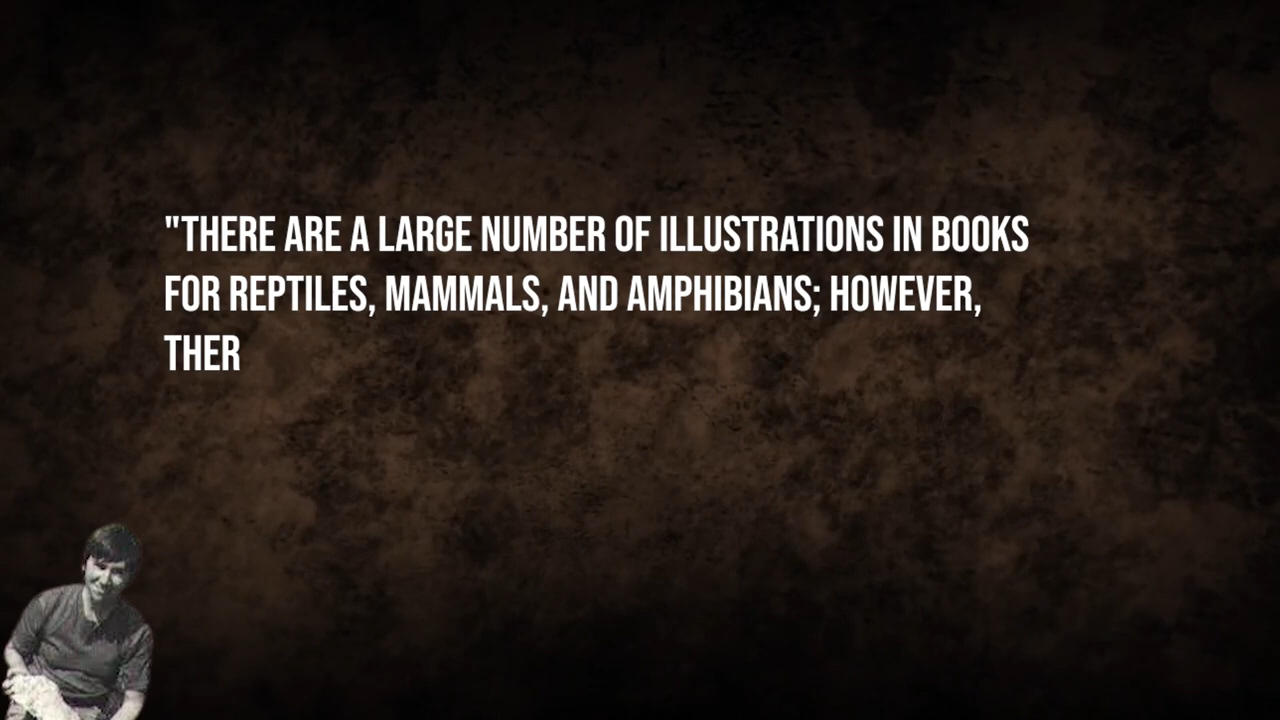 "THERE ARE A LARGE NUMBER OF ILLUSTRATIONS IN BOOKS
FOR REPTILES, MAMMALS, AND AMPHIBIANS; HOWEVER,
THER